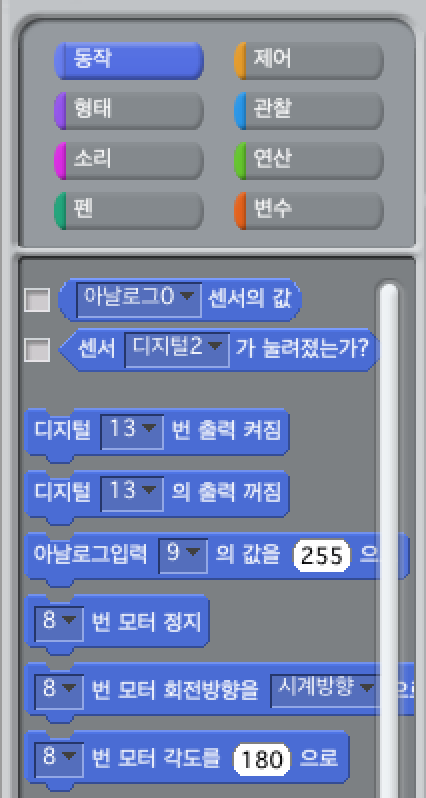 동작 제어
형태 관찰
소리 연산
펜 변수
아날로그0 센서의 값
센서 디지털2 가 눌려졌는가?
디지털 13 번 출력 켜짐
디지털 13 의 출력 꺼짐
아날로그입력 9 의 값을 255 으
8 번 모터 정지
8 번 모터 회전방향을 시계방향 으
8 번 모터 각도를 180 으로